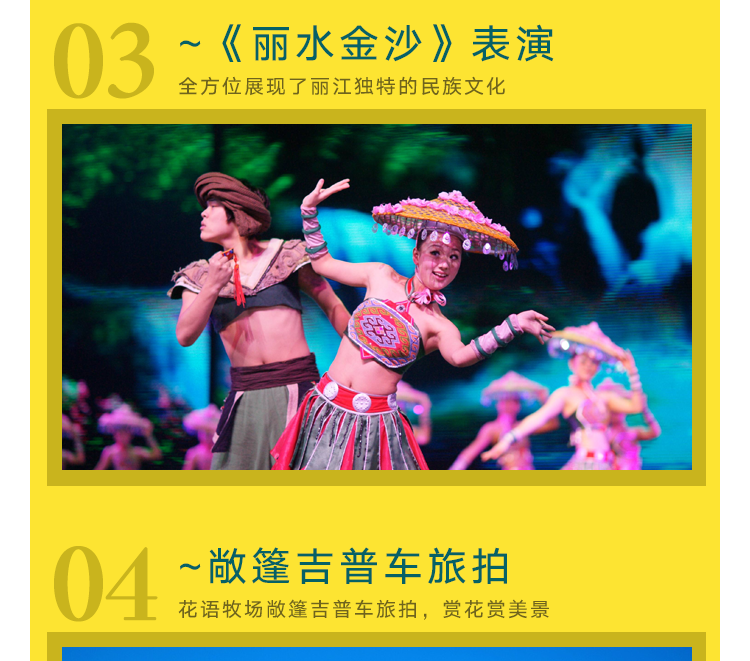 03
~《丽水金沙》表演
全方位展现了丽江独特的民族文化
04
~敞篷吉普车旅拍
花语牧场敞篷吉普车旅拍，赏花赏美景